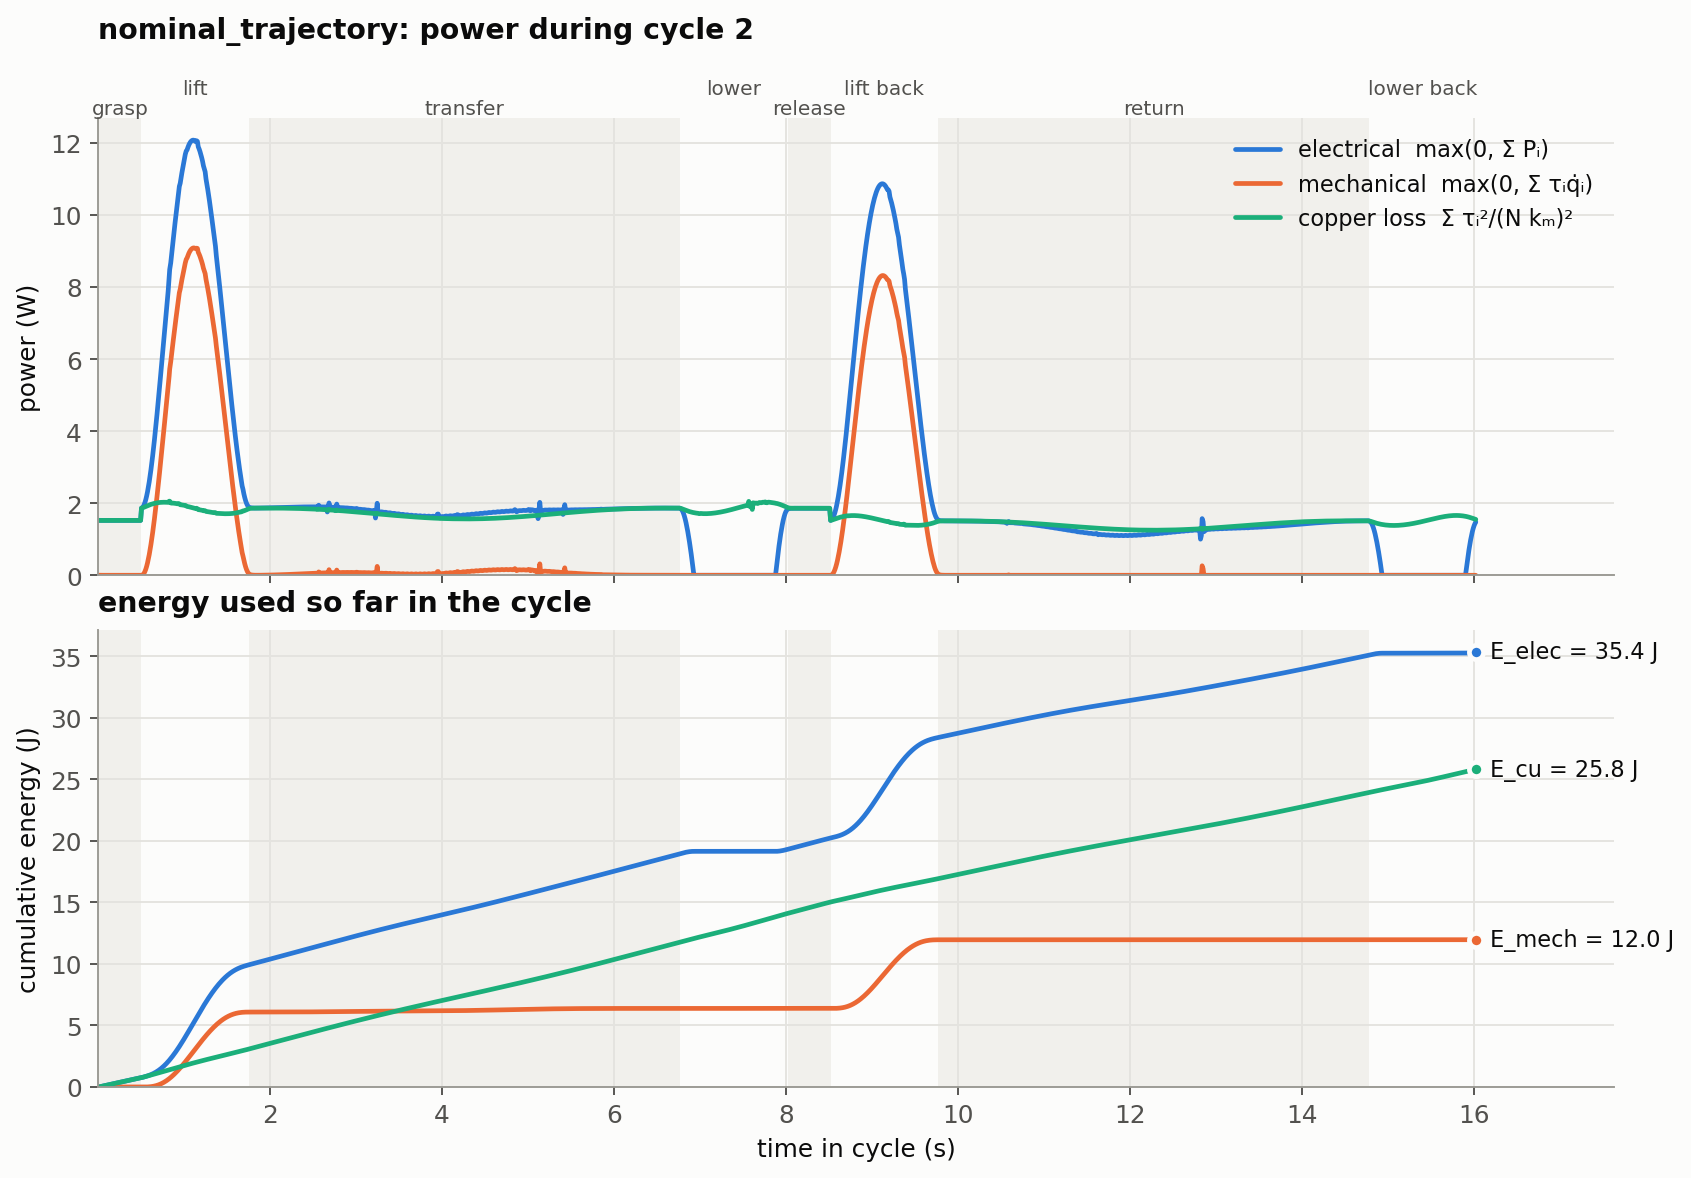 nominal_trajectory: power during cycle 2
lift
lower
lift back
lower back
grasp
transfer
release
return
electrical  max(0, Σ Pᵢ)
mechanical  max(0, Σ τᵢq̇ᵢ)
copper loss  Σ τᵢ²/(N kₘ)²
power (W)
12
10
8
6
4
2
0
energy used so far in the cycle
cumulative energy (J)
35
30
25
20
15
10
5
0
E_elec = 35.4 J
E_cu = 25.8 J
E_mech = 12.0 J
2
4
6
8
10
12
14
16
time in cycle (s)